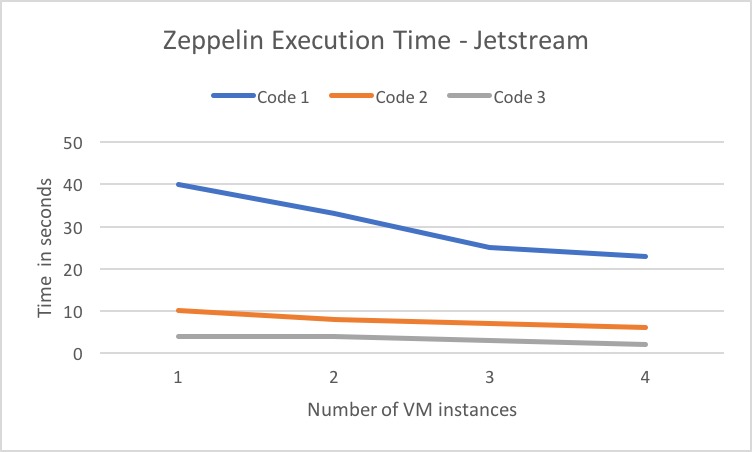 Zeppelin Execution Time - Jetstream
Code 1 Code 2 Code 3
Time in seconds
50
40
30
20
10
0
1 2 3 4
Number of VM instances